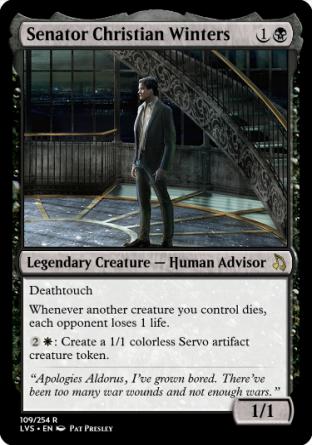 Senator Christian Winters 1
Legendary Creature — Human Advisor
Deathtouch
Whenever another creature you control dies,
each opponent loses 1 life.
2 : Create a 1/1 colorless Servo artifact
creature token.
“Apologies Aldorus, I’ve grown bored. There’ve
been too many war wounds and not enough wars.”
1/1
109/254 R
LVS • EN PAT PRESLEY